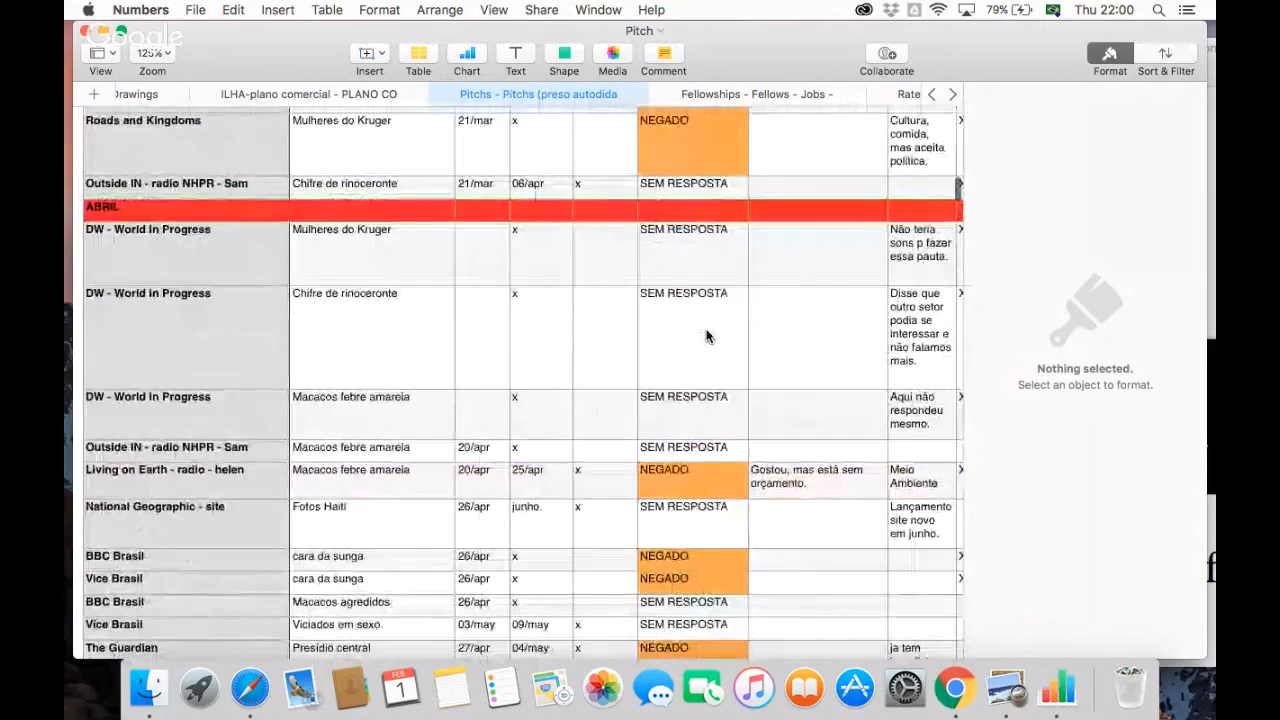 Numbers File Edit Insert Table Format Arrange View Share Window Help 79% Thu 22:00
Google
Pitch
125%
View Zoom Insert Table Chart Text Shape Media Comment Collaborate Format Sort & Filter
Drawings ILHA-plano comercial - PLANO CO Pitchs - Pitchs (preso autodida Fellowships - Fellows - Jobs - Rate
Roads and Kingdoms Mulheres do Kruger 21/mar x NEGADO Cultura,
comida,
mas aceita
política.
Outside IN - radio NHPR - Sam Chifre de rinoceronte 21/mar 06/apr x SEM RESPOSTA
ABRIL
DW - World in Progress Mulheres do Kruger x SEM RESPOSTA Não teria
sons p fazer
essa pauta.
DW - World in Progress Chifre de rinoceronte x SEM RESPOSTA Disse que
outro setor
podia se
interessar e
não falamos
mais.
DW - World in Progress Macacos febre amarela x SEM RESPOSTA Aqui não
respondeu
mesmo.
Outside IN - radio NHPR - Sam Macacos febre amarela 20/apr x SEM RESPOSTA
Living on Earth - radio - helen Macacos febre amarela 20/apr 25/apr x NEGADO Gostou, mas está sem Meio
orçamento. Ambiente
National Geographic - site Fotos Haiti 26/apr junho. x SEM RESPOSTA Lançamento
site novo
em junho.
BBC Brasil cara da sunga 26/apr x NEGADO
Vice Brasil cara da sunga 26/apr x NEGADO
BBC Brasil Macacos agredidos 26/apr x SEM RESPOSTA
Vice Brasil Viciados em sexo. 03/may 09/may x SEM RESPOSTA
The Guardian Presídio central 27/apr 04/may x NEGADO ja tem
Nothing selected.
Select an object to format.
FEB
1